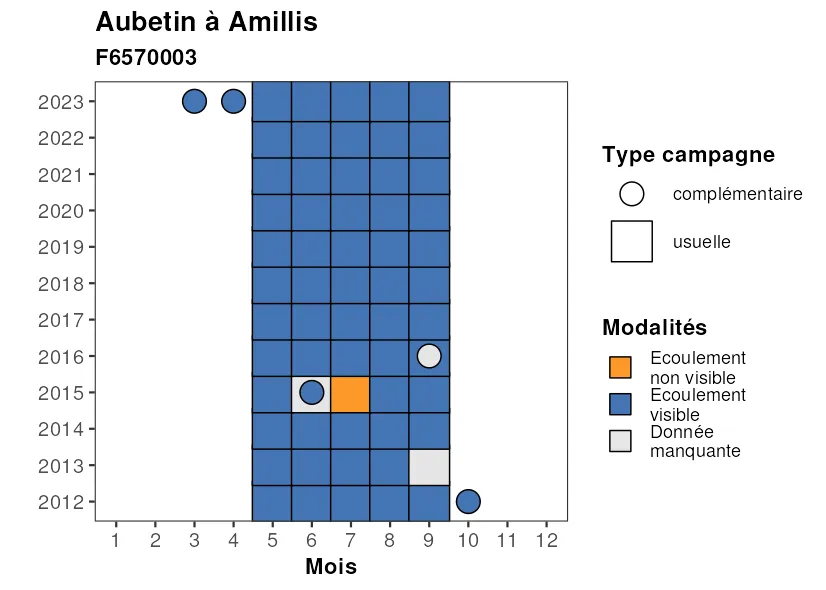 Aubetin à Amillis
F6570003
2023
2022
2021
2020
2019
2018
2017
2016
2015
2014
2013
2012
1 2 3 4 5 6 7 8 9 10 11 12
Mois
Type campagne
complémentaire
usuelle
Modalités
Ecoulement
non visible
Ecoulement
visible
Donnée
manquante